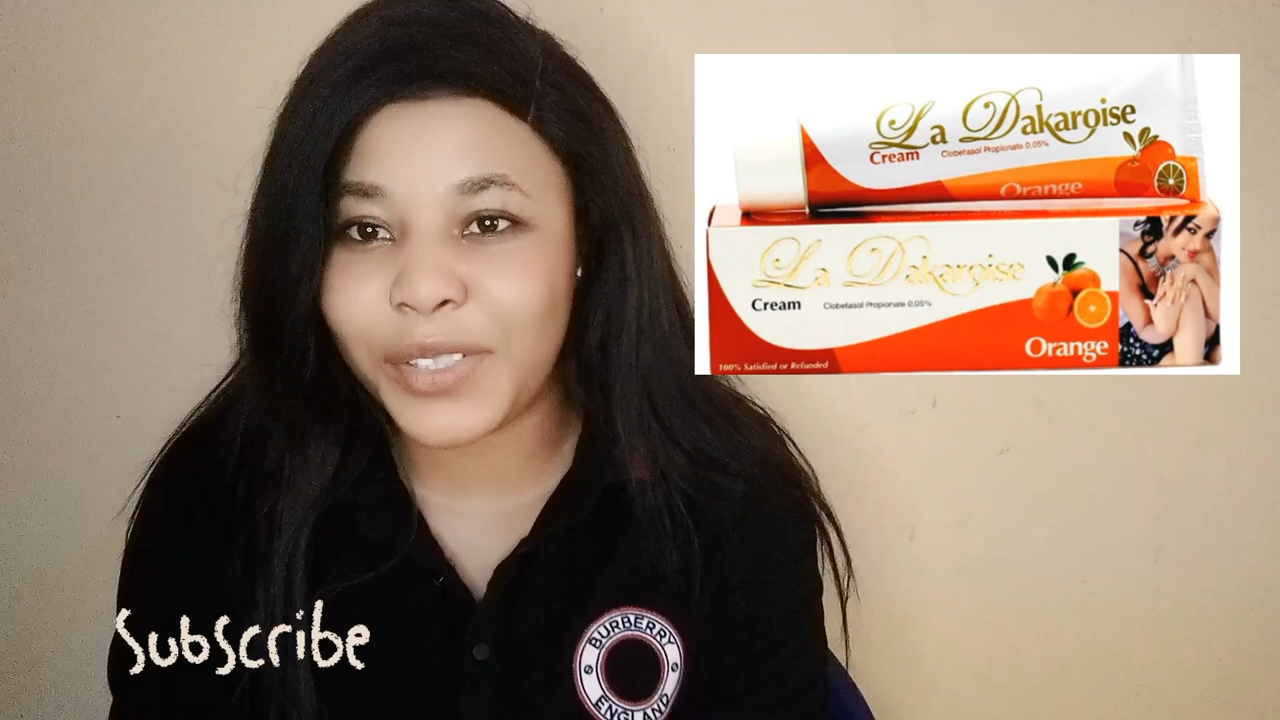 La Dakaroise
Cream Clobetasol Propionate 0,05%
Orange
La Dakaroise
Cream Clobetasol Propionate 0,05%
Orange
100% Satisfied or Refunded
Subscribe
BURBERRY
ENGLAND